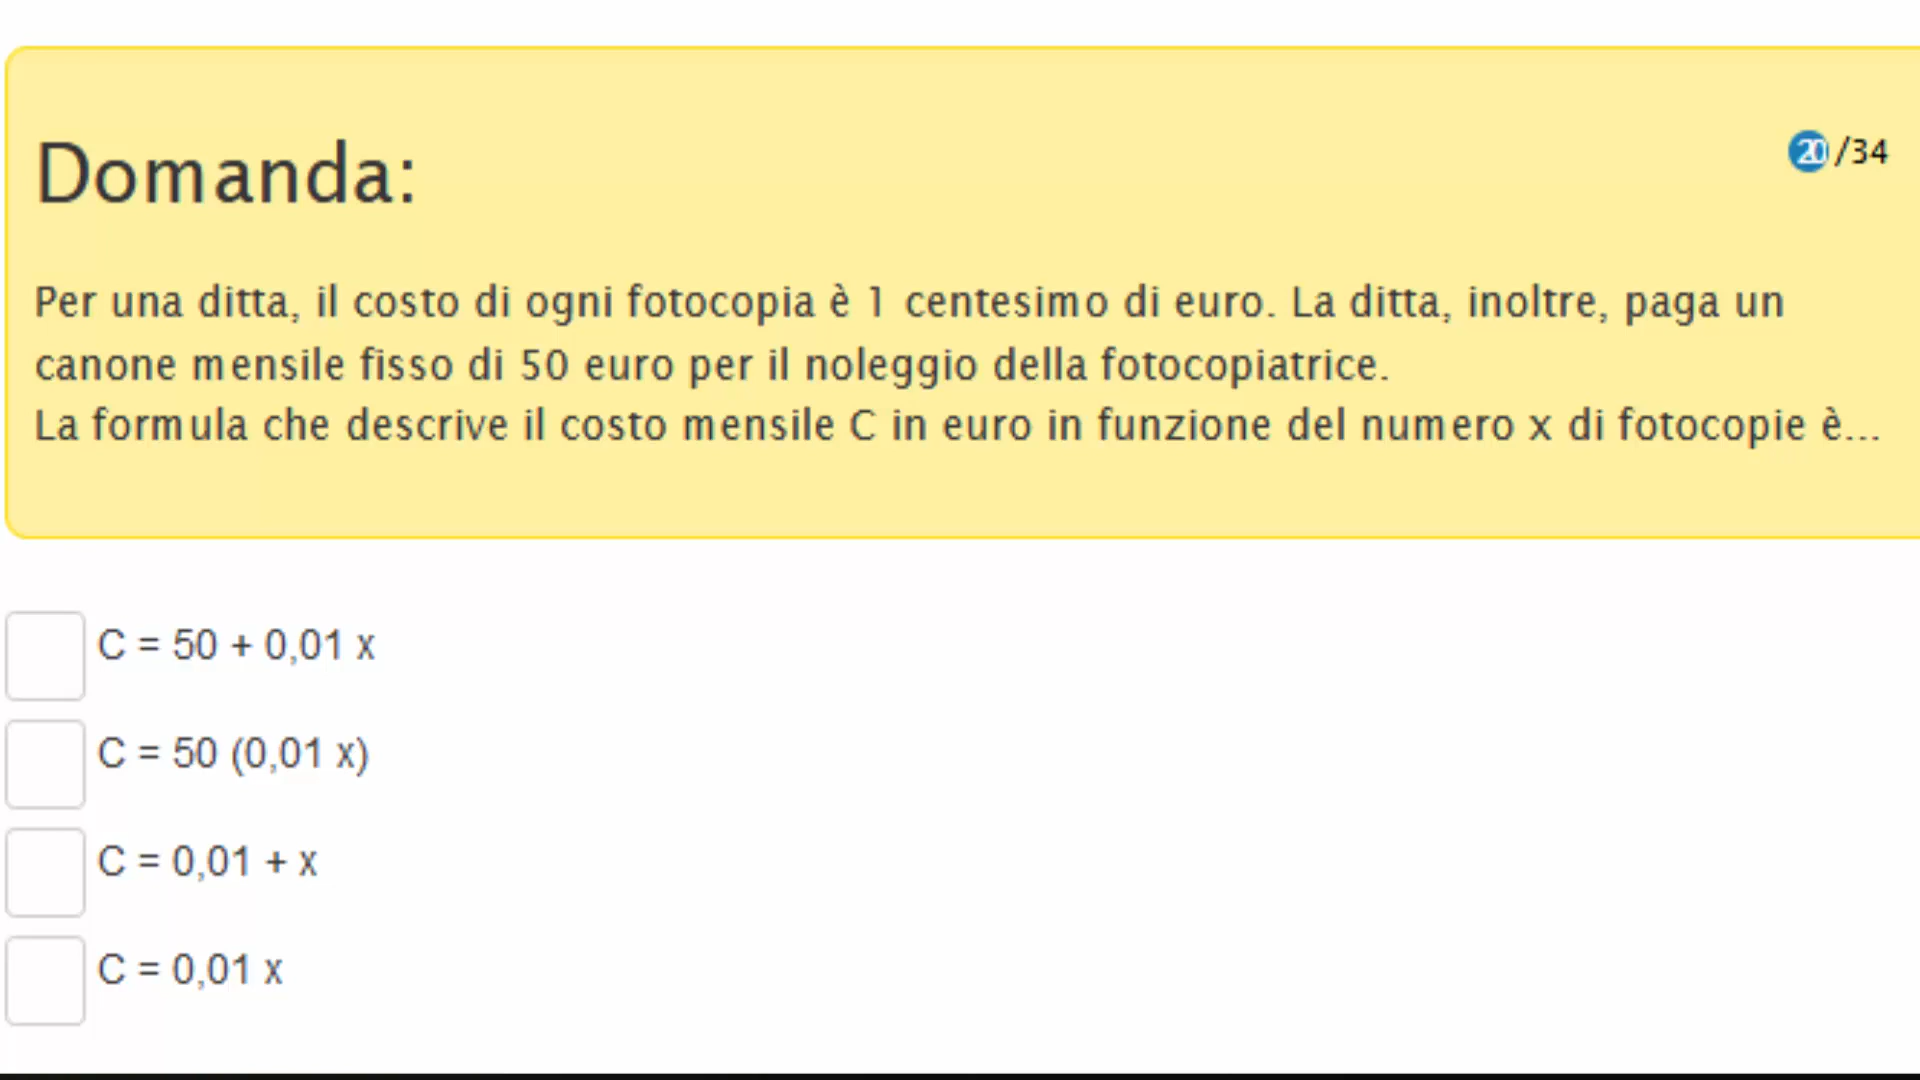 Domanda:
20/34
Per una ditta, il costo di ogni fotocopia è 1 centesimo di euro. La ditta, inoltre, paga un
canone mensile fisso di 50 euro per il noleggio della fotocopiatrice.
La formula che descrive il costo mensile C in euro in funzione del numero x di fotocopie è...
C = 50 + 0,01 x
C = 50 (0,01 x)
C = 0,01 + x
C = 0,01 x